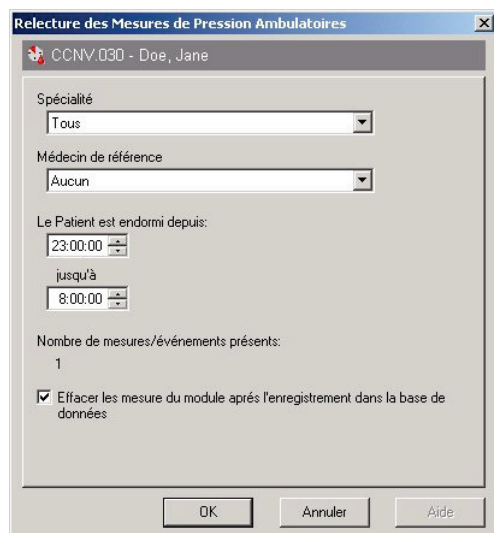 Relecture des Mesures de Pression Ambulatoires
CCNV.030 - Doe, Jane
Spécialité
Tous
Médecin de référence
Aucun
Le Patient est endormi depuis:
23:00:00
jusqu'à
8:00:00
Nombre de mesures/événements présents:
1
Effacer les mesure du module aprés l'enregistrement dans la base de
données
OK
Annuler
Aide